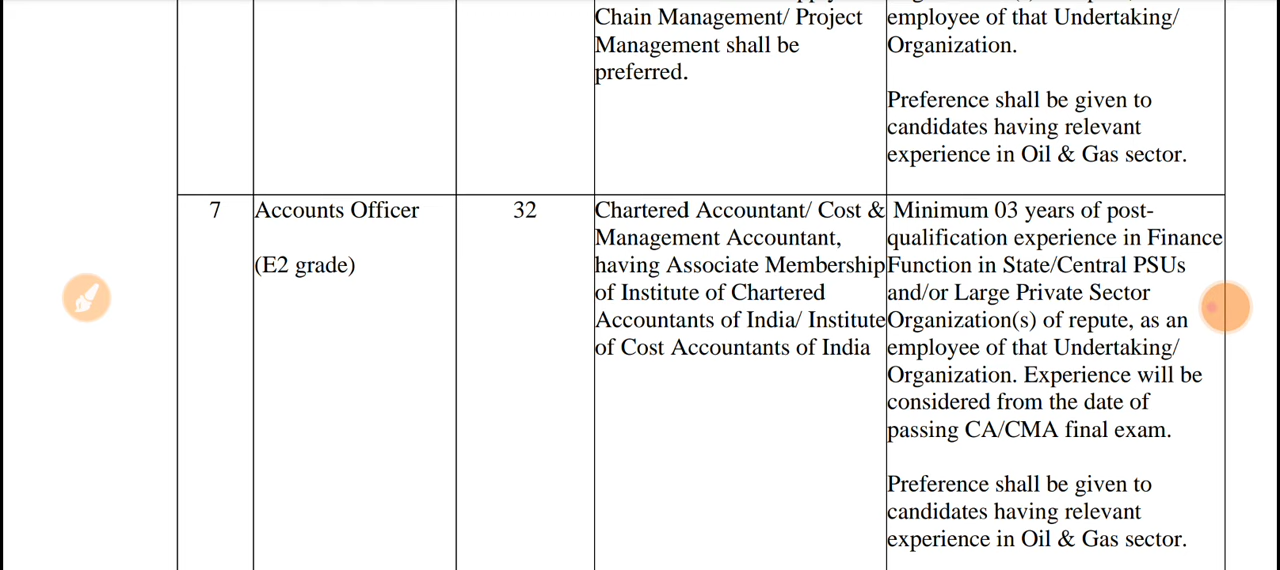 Chain Management/ Project
Management shall be
preferred.
employee of that Undertaking/
Organization.
Preference shall be given to
candidates having relevant
experience in Oil & Gas sector.
7
Accounts Officer
(E2 grade)
32
Chartered Accountant/ Cost &
Management Accountant,
having Associate Membership
of Institute of Chartered
Accountants of India/ Institute
of Cost Accountants of India
Minimum 03 years of post-
qualification experience in Finance
Function in State/Central PSUs
and/or Large Private Sector
Organization(s) of repute, as an
employee of that Undertaking/
Organization. Experience will be
considered from the date of
passing CA/CMA final exam.
Preference shall be given to
candidates having relevant
experience in Oil & Gas sector.